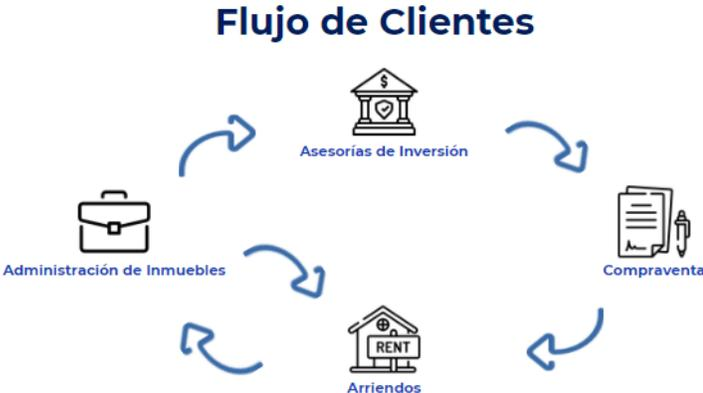 Flujo de Clientes
$
Asesorías de Inversión
Administración de Inmuebles
Compraventa
RENT
Arriendos